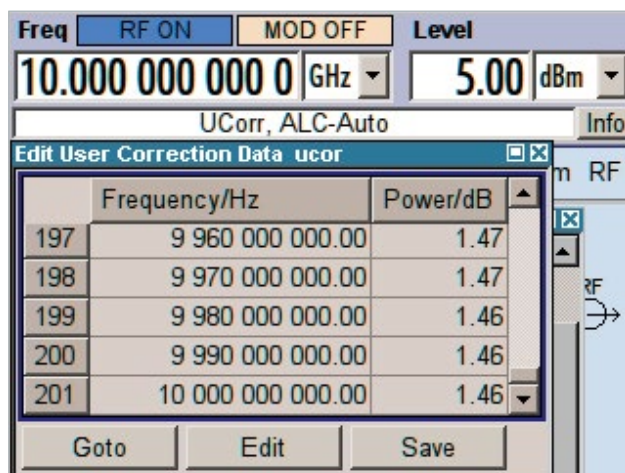 Freq RF ON MOD OFF Level
10.000 000 000 0 GHz 5.00 dBm
UCorr, ALC-Auto Info
Edit User Correction Data ucor
m RF
Frequency/Hz Power/dB
197 9 960 000 000.00 1.47
198 9 970 000 000.00 1.47
RF
199 9 980 000 000.00 1.46
200 9 990 000 000.00 1.46
201 10 000 000 000.00 1.46
Goto Edit Save